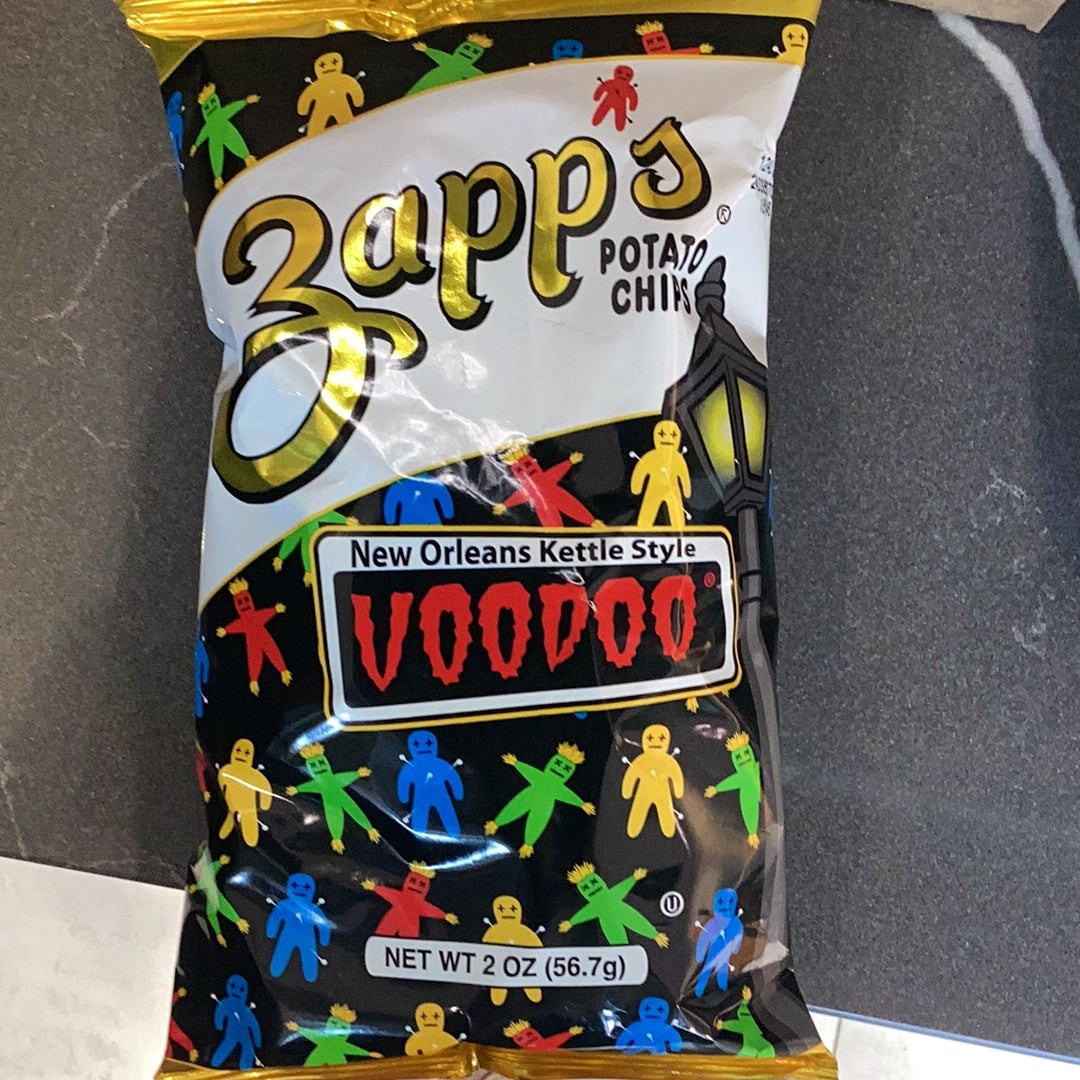 Zapp's®
POTATO
CHIPS
New Orleans Kettle Style
VOODOO®
U
NET WT 2 OZ (56.7g)